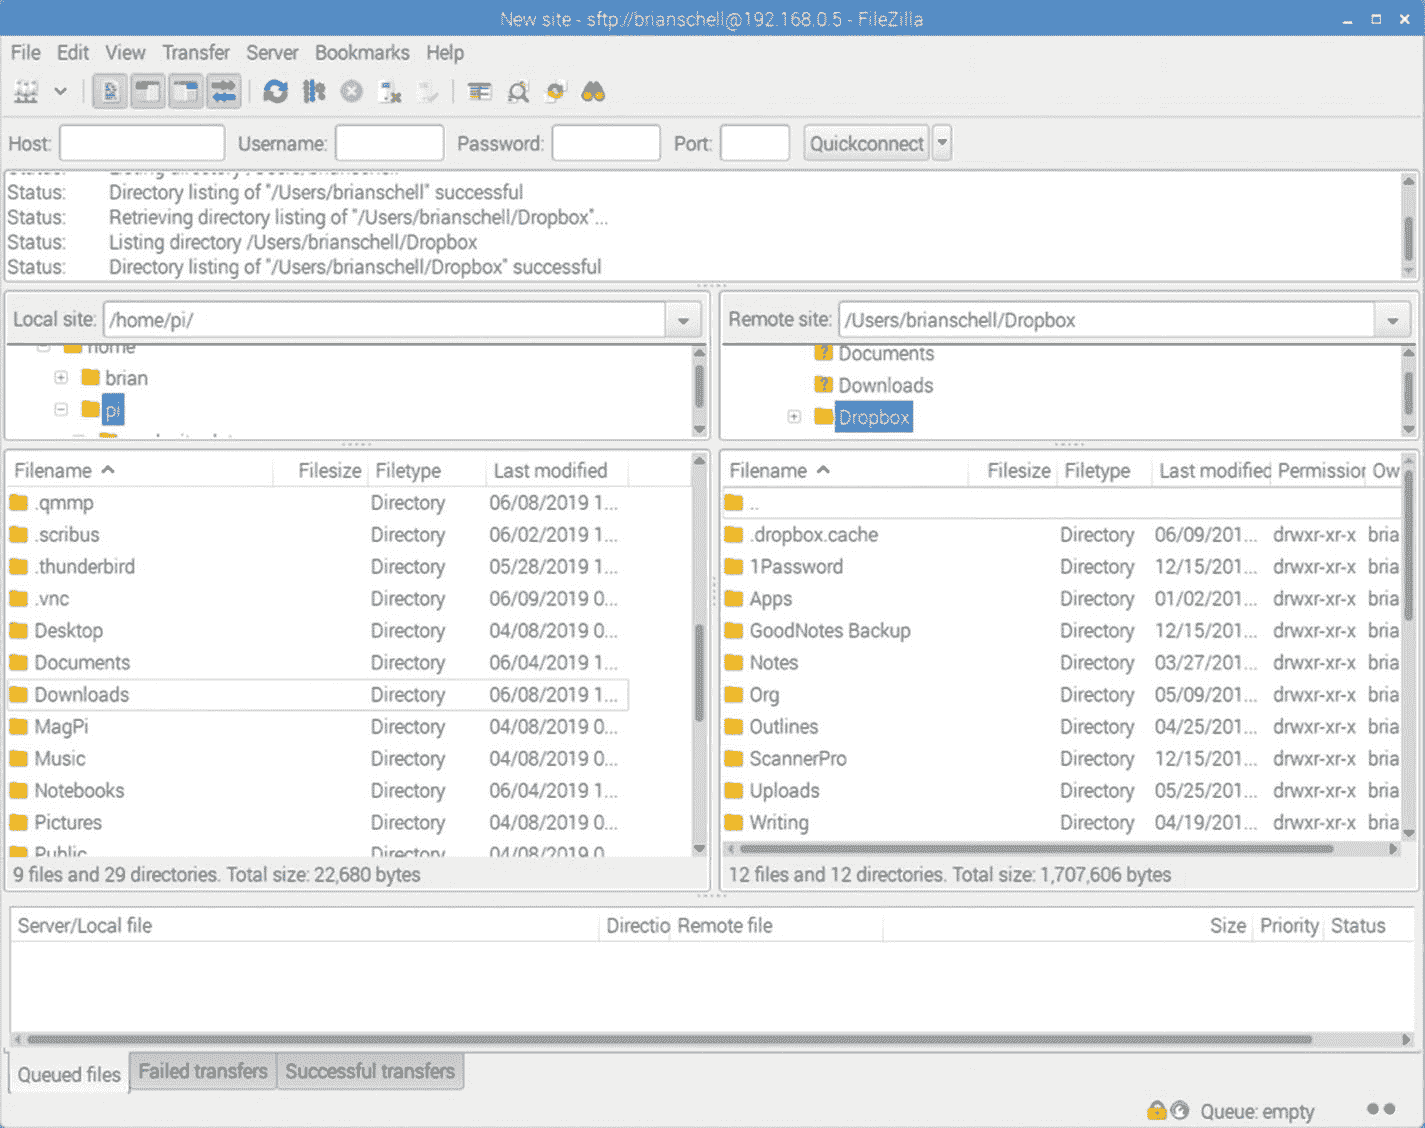 New site - sftp://brianschell@192.168.0.5 - FileZilla
File Edit View Transfer Server Bookmarks Help
Host: Username: Password: Port: Quickconnect
Status: Listing directory /Users/brianschell
Status: Directory listing of "/Users/brianschell" successful
Status: Retrieving directory listing of "/Users/brianschell/Dropbox"...
Status: Listing directory /Users/brianschell/Dropbox
Status: Directory listing of "/Users/brianschell/Dropbox" successful
Local site: /home/pi/
home
brian
pi
Remote site: /Users/brianschell/Dropbox
? Documents
? Downloads
Dropbox
Filename Filesize Filetype Last modified
.qmmp Directory 06/08/2019 1...
.scribus Directory 06/02/2019 1...
.thunderbird Directory 05/28/2019 1...
.vnc Directory 06/09/2019 0...
Desktop Directory 04/08/2019 0...
Documents Directory 06/04/2019 1...
Downloads Directory 06/08/2019 1...
MagPi Directory 04/08/2019 0...
Music Directory 04/08/2019 0...
Notebooks Directory 06/04/2019 1...
Pictures Directory 04/08/2019 0...
Public Directory 04/08/2019 0
9 files and 29 directories. Total size: 22,680 bytes
Filename Filesize Filetype Last modified Permission Ow
..
.dropbox.cache Directory 06/09/201... drwxr-xr-x bria
1Password Directory 12/15/201... drwxr-xr-x bria
Apps Directory 01/02/201... drwxr-xr-x bria
GoodNotes Backup Directory 12/15/201... drwxr-xr-x bria
Notes Directory 03/27/201... drwxr-xr-x bria
Org Directory 05/09/201... drwxr-xr-x bria
Outlines Directory 04/25/201... drwxr-xr-x bria
ScannerPro Directory 12/15/201... drwxr-xr-x bria
Uploads Directory 05/25/201... drwxr-xr-x bria
Writing Directory 04/19/201... drwxr-xr-x bria
12 files and 12 directories. Total size: 1,707,606 bytes
Server/Local file Directio Remote file Size Priority Status
Queued files Failed transfers Successful transfers
Queue: empty